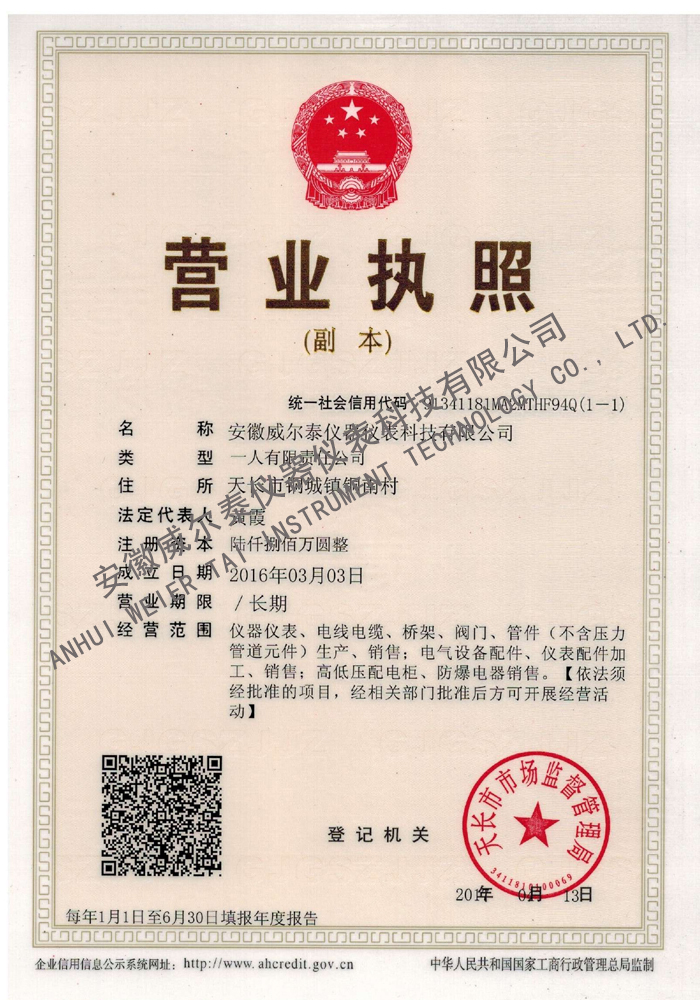 营业执照
(副 本)
统一社会信用代码 91341181MA2MTHF94Q(1-1)
名 称 安徽威尔泰仪器仪表科技有限公司
类 型 一人有限责任公司
住 所 天长市铜城镇铜南村
法定代表人 霞
注册资本 陆仟捌佰万圆整
成立日期 2016年03月03日
营业期限 / 长期
经营范围 仪器仪表、电线电缆、桥架、阀门、管件（不含压力
管道元件）生产、销售；电气设备配件、仪表配件加
工、销售；高低压配电柜、防爆电器销售。【依法须
经批准的项目，经相关部门批准后方可开展经营活
动】
安徽威尔泰仪器仪表科技有限公司
ANHUI WEIER TAI INSTRUMENT TECHNOLOGY CO., LTD.
登记机关
天长市市场监督管理局
3411810100069
年 月 13日
每年1月1日至6月30日填报年度报告
企业信用信息公示系统网址：http://www.ahcredit.gov.cn
中华人民共和国国家工商行政管理总局监制